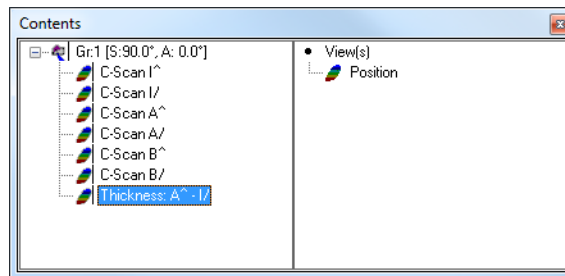 Contents
Gr:1 [S:90.0°, A: 0.0°]
C-Scan I^
C-Scan I/
C-Scan A^
C-Scan A/
C-Scan B^
C-Scan B/
Thickness: A^ - I/
View(s)
Position